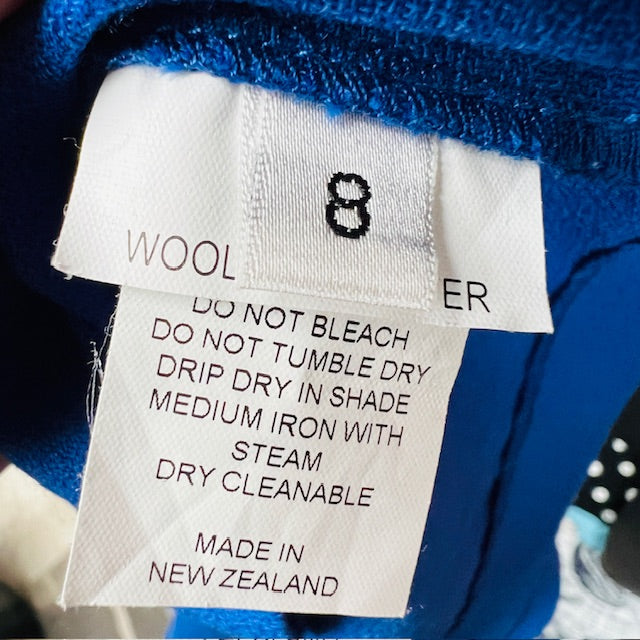 8
WOOL ER
DO NOT BLEACH
DO NOT TUMBLE DRY
DRIP DRY IN SHADE
MEDIUM IRON WITH
STEAM
DRY CLEANABLE
MADE IN
NEW ZEALAND